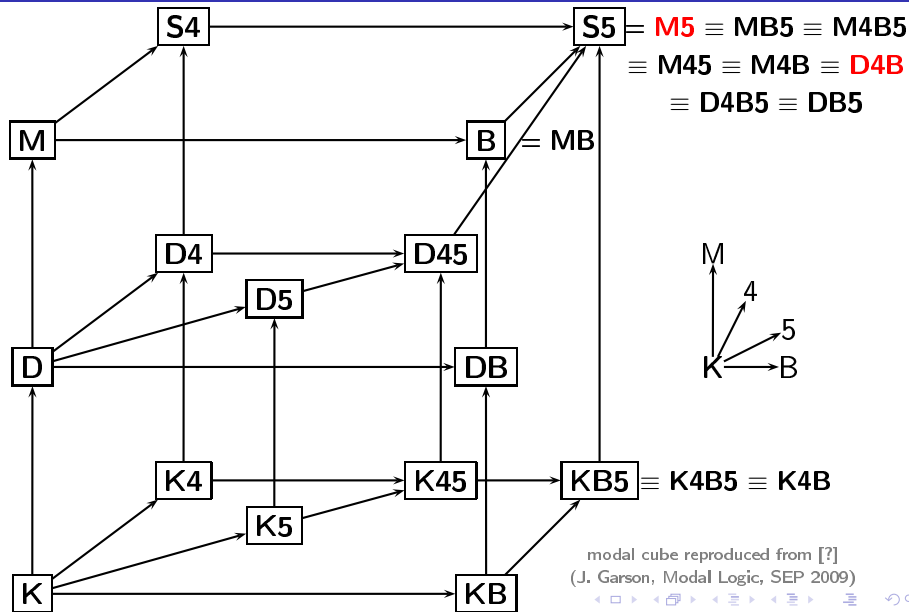 S4
S5 = M5 ≡ MB5 ≡ M4B5
≡ M45 ≡ M4B ≡ D4B
≡ D4B5 ≡ DB5
M
B = MB
D4
D45
M
D5
4
5
D
DB
K
B
K4
K45
KB5 ≡ K4B5 ≡ K4B
K5
modal cube reproduced from [?]
(J. Garson, Modal Logic, SEP 2009)
K
KB